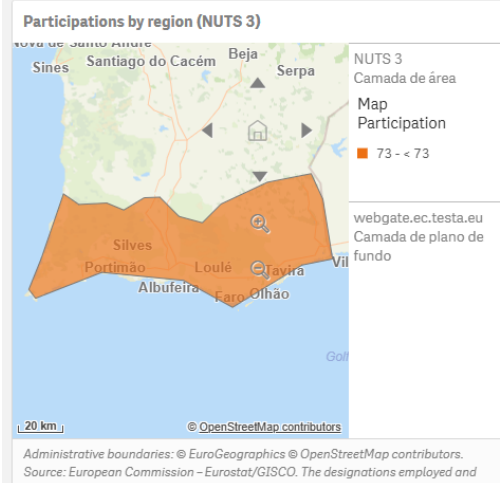 Participations by region (NUTS 3)
Nova de Santo André
Beja
Sines
Santiago do Cacém
Serpa
NUTS 3
Camada de área
Map
Participation
73 - < 73
webgate.ec.testa.eu
Camada de plano de
fundo
Silves
Portimão
Loulé
Tavira
Vil
Albufeira
Faro
Olhão
Golf
20 km
© OpenStreetMap contributors
Administrative boundaries: © EuroGeographics © OpenStreetMap contributors.
Source: European Commission – Eurostat/GISCO. The designations employed and